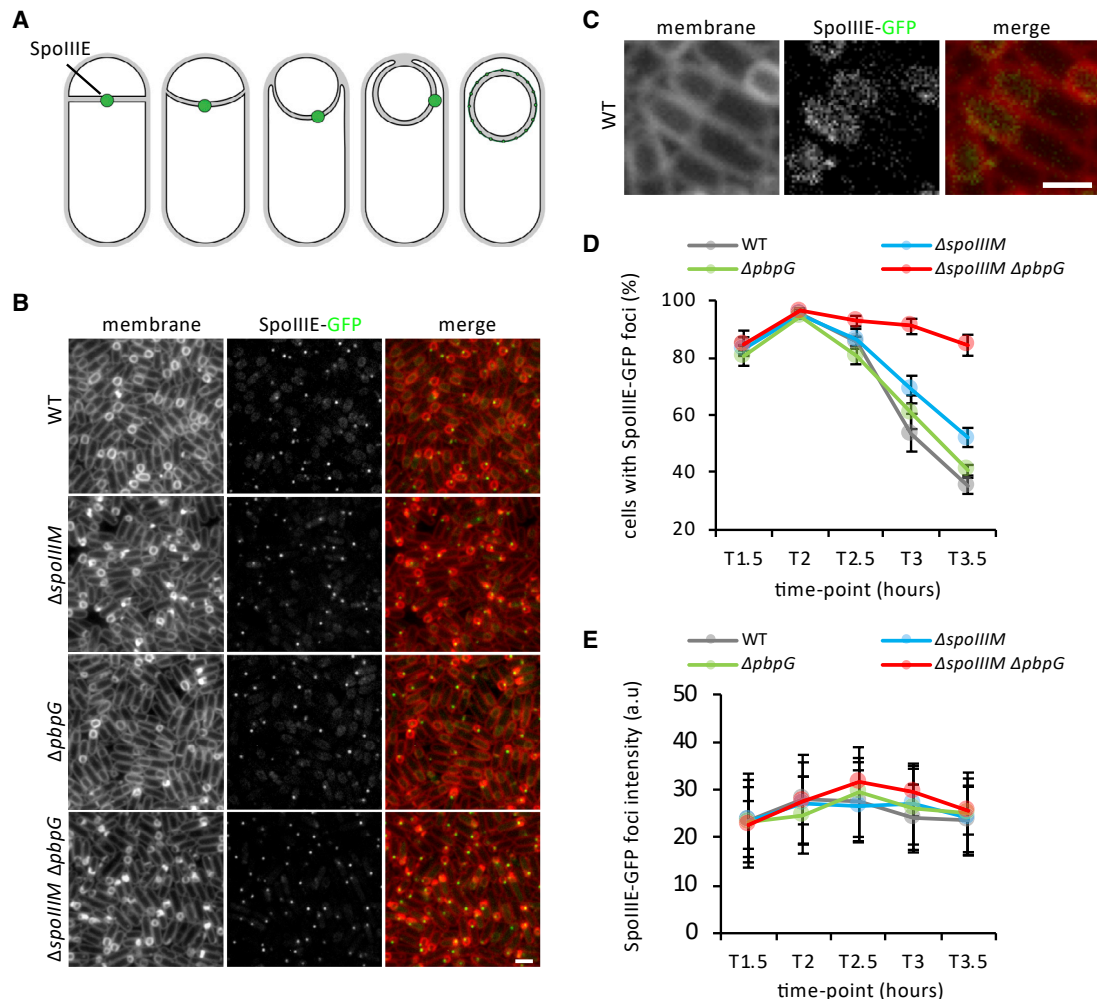 A
SpoIIIE
B
membrane SpoIIIE-GFP merge
WT
ΔspoIIIM
ΔpbpG
ΔspoIIIM ΔpbpG
C
membrane SpoIIIE-GFP merge
WT
D
WT ΔspoIIIM
ΔpbpG ΔspoIIIM ΔpbpG
cells with SpoIIIE-GFP foci (%)
100
80
60
40
20
T1.5 T2 T2.5 T3 T3.5
time-point (hours)
E
WT ΔspoIIIM
ΔpbpG ΔspoIIIM ΔpbpG
SpoIIIE-GFP foci intensity (a.u)
50
40
30
20
10
0
T1.5 T2 T2.5 T3 T3.5
time-point (hours)